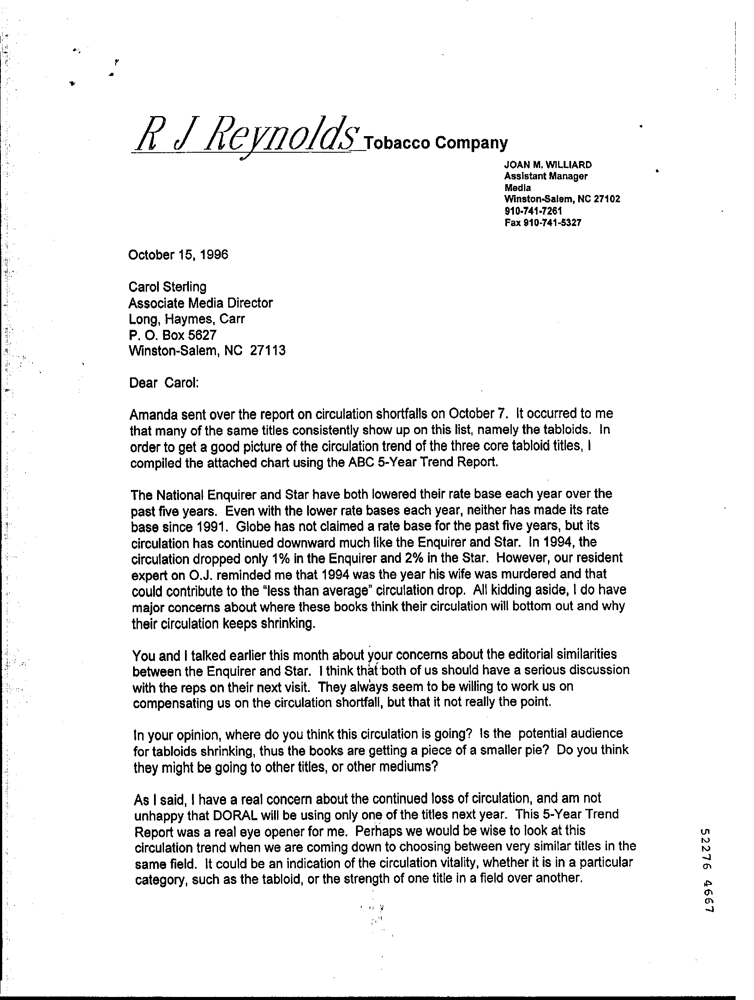 R J Reynolds Tobacco Company
JOAN M. WILLIARD
Assistant Manager
Media
Winston-Salem, NC 27102
910-741-7261
Fax 910-741-5327
October 15, 1996
Carol Sterling
Associate Media Director
Long, Haymes, Carr
P. O. Box 5627
Winston-Salem, NC 27113
Dear Carol:
Amanda sent over the report on circulation shortfalls on October 7. It occurred to me
that many of the same titles consistently show up on this list, namely the tabloids. In
order to get a good picture of the circulation trend of the three core tabloid titles, I
compiled the attached chart using the ABC 5-Year Trend Report.
The National Enquirer and Star have both lowered their rate base each year over the
past five years. Even with the lower rate bases each year, neither has made its rate
base since 1991. Globe has not claimed a rate base for the past five years, but its
circulation has continued downward much like the Enquirer and Star. In 1994, the
circulation dropped only 1% in the Enquirer and 2% in the Star. However, our resident
expert on O.J. reminded me that 1994 was the year his wife was murdered and that
could contribute to the "less than average" circulation drop. All kidding aside, I do have
major concerns about where these books think their circulation will bottom out and why
their circulation keeps shrinking.
You and I talked earlier this month about your concerns about the editorial similarities
between the Enquirer and Star. I think that both of us should have a serious discussion
with the reps on their next visit. They always seem to be willing to work us on
compensating us on the circulation shortfall, but that it not really the point.
In your opinion, where do you think this circulation is going? Is the potential audience
for tabloids shrinking, thus the books are getting a piece of a smaller pie? Do you think
they might be going to other titles, or other mediums?
As I said, I have a real concern about the continued loss of circulation, and am not
unhappy that DORAL will be using only one of the titles next year. This 5-Year Trend
Report was a real eye opener for me. Perhaps we would be wise to look at this
circulation trend when we are coming down to choosing between very similar titles in the
same field. It could be an indication of the circulation vitality, whether it is in a particular
category, such as the tabloid, or the strength of one title in a field over another.
52276 4667